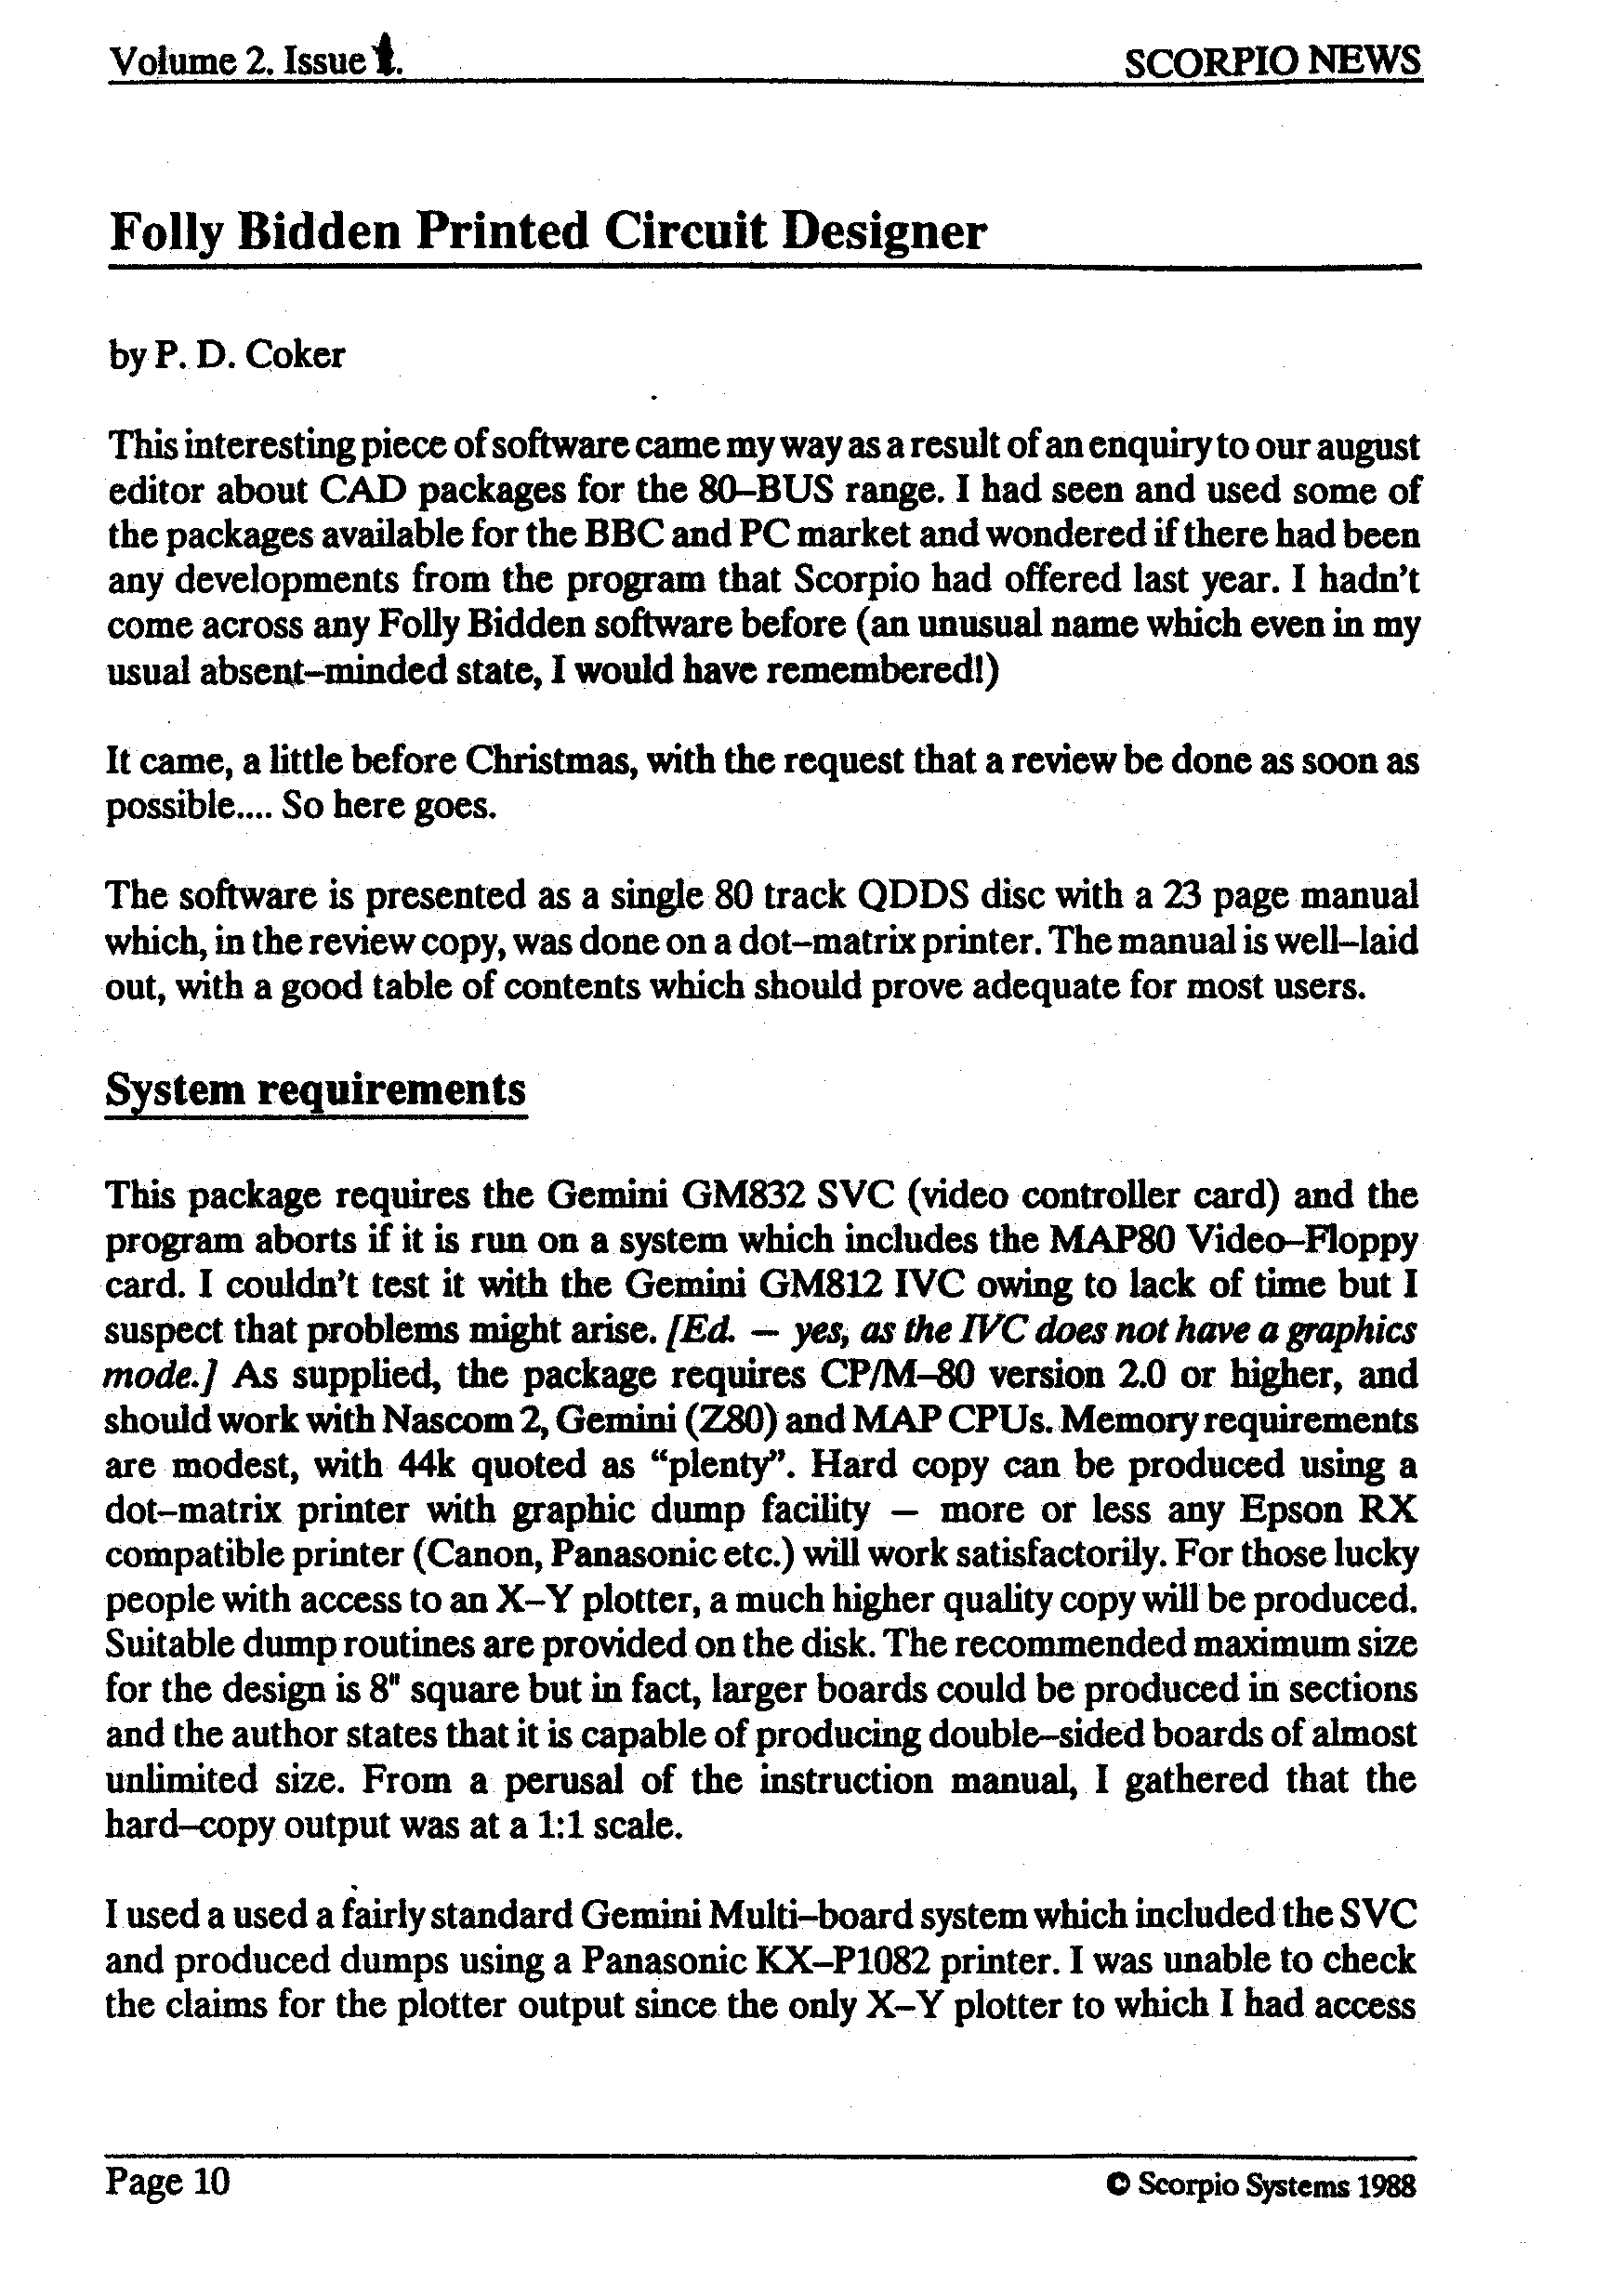 Volume 2. Issue 1.
SCORPIO NEWS
Folly Bidden Printed Circuit Designer
by P. D. Coker
This interesting piece of software came my way as a result of an enquiry to our august
editor about CAD packages for the 80–BUS range. I had seen and used some of
the packages available for the BBC and PC market and wondered if there had been
any developments from the program that Scorpio had offered last year. I hadn't
come across any Folly Bidden software before (an unusual name which even in my
usual absent–minded state, I would have remembered!)
It came, a little before Christmas, with the request that a review be done as soon as
possible.... So here goes.
The software is presented as a single 80 track QDDS disc with a 23 page manual
which, in the review copy, was done on a dot–matrix printer. The manual is well–laid
out, with a good table of contents which should prove adequate for most users.
System requirements
This package requires the Gemini GM832 SVC (video controller card) and the
program aborts if it is run on a system which includes the MAP80 Video–Floppy
card. I couldn't test it with the Gemini GM812 IVC owing to lack of time but I
suspect that problems might arise. [Ed. – yes, as the IVC does not have a graphics
mode.] As supplied, the package requires CP/M–80 version 2.0 or higher, and
should work with Nascom 2, Gemini (Z80) and MAP CPUs. Memory requirements
are modest, with 44k quoted as “plenty”. Hard copy can be produced using a
dot–matrix printer with graphic dump facility – more or less any Epson RX
compatible printer (Canon, Panasonic etc.) will work satisfactorily. For those lucky
people with access to an X–Y plotter, a much higher quality copy will be produced.
Suitable dump routines are provided on the disk. The recommended maximum size
for the design is 8" square but in fact, larger boards could be produced in sections
and the author states that it is capable of producing double–sided boards of almost
unlimited size. From a perusal of the instruction manual, I gathered that the
hard–copy output was at a 1:1 scale.
I used a used a fairly standard Gemini Multi–board system which included the SVC
and produced dumps using a Panasonic KX–P1082 printer. I was unable to check
the claims for the plotter output since the only X–Y plotter to which I had access
Page 10
© Scorpio Systems 1988